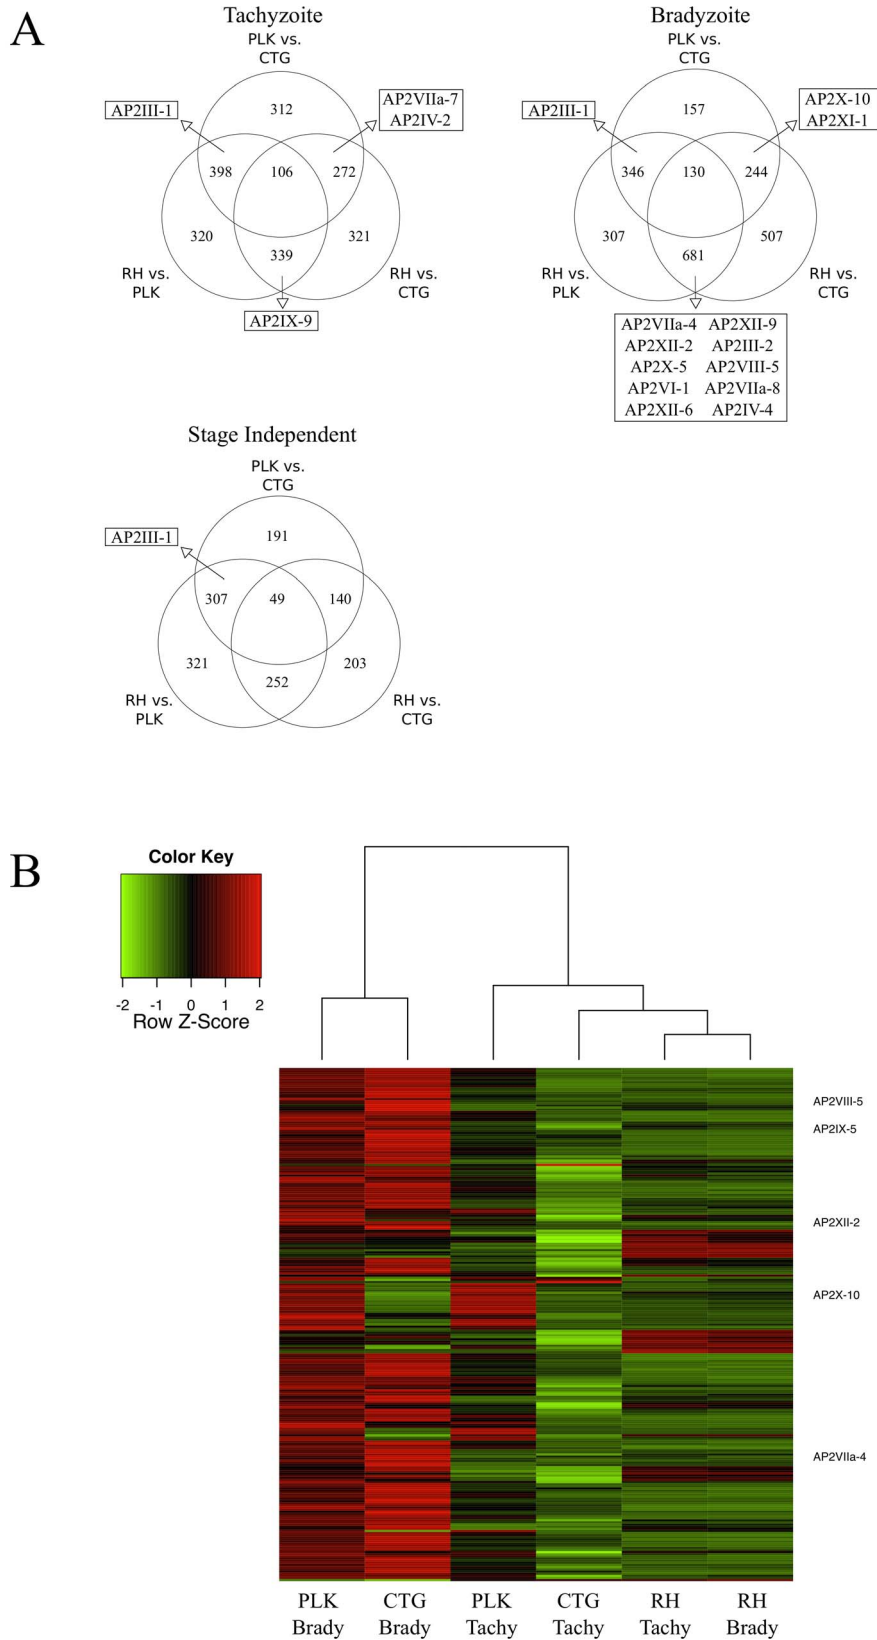 A
Tachyzoite
PLK vs.
CTG
AP2III-1
312
AP2VIIa-7
AP2IV-2
398
106
272
320
339
321
RH vs.
PLK
RH vs.
CTG
AP2IX-9
Bradyzoite
PLK vs.
CTG
AP2III-1
157
AP2X-10
AP2XI-1
346
130
244
307
681
507
RH vs.
PLK
RH vs.
CTG
AP2VIIa-4 AP2XII-9
AP2XII-2 AP2III-2
AP2X-5 AP2VIII-5
AP2VI-1 AP2VIIa-8
AP2XII-6 AP2IV-4
Stage Independent
PLK vs.
CTG
AP2III-1
191
307
49
140
321
252
203
RH vs.
PLK
RH vs.
CTG
B
Color Key
-2 -1 0 1 2
Row Z-Score
AP2VIII-5
AP2IX-5
AP2XII-2
AP2X-10
AP2VIIa-4
PLK CTG PLK CTG RH RH
Brady Brady Tachy Tachy Tachy Brady